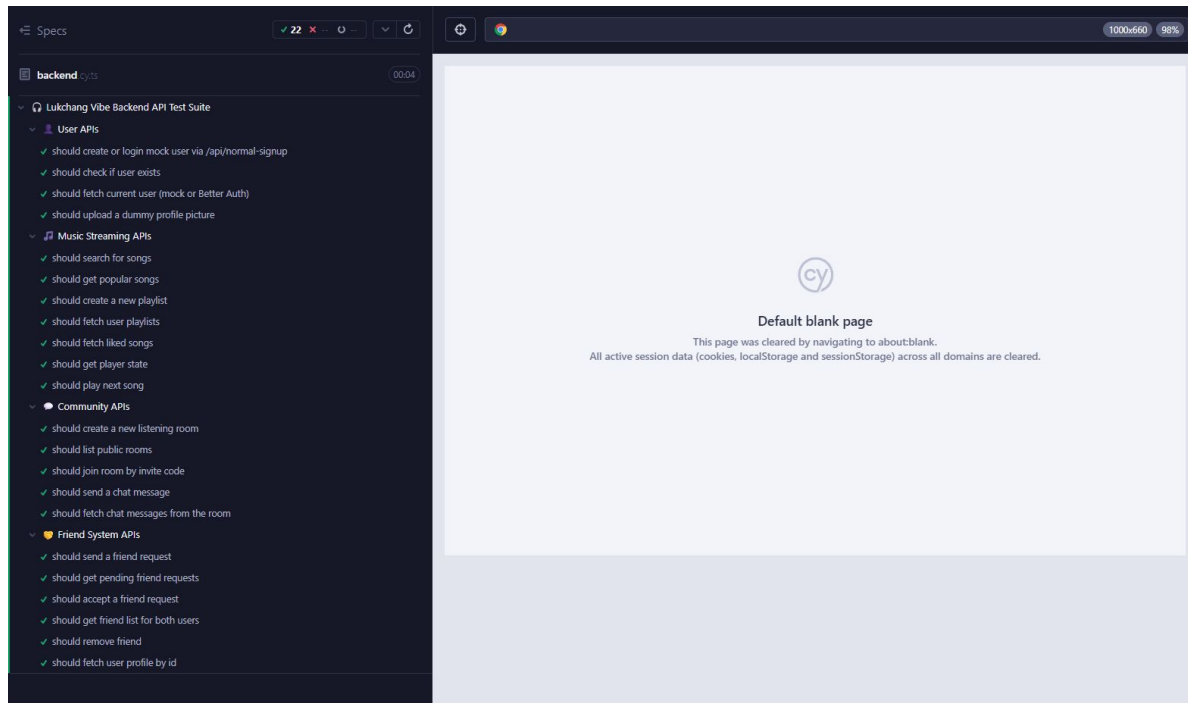 Specs
22 -- --
1000x660 98%
backend.cy.ts 00:04
Lukchang Vibe Backend API Test Suite
User APIs
should create or login mock user via /api/normal-signup
should check if user exists
should fetch current user (mock or Better Auth)
should upload a dummy profile picture
Music Streaming APIs
should search for songs
should get popular songs
should create a new playlist
should fetch user playlists
should fetch liked songs
should get player state
should play next song
Community APIs
should create a new listening room
should list public rooms
should join room by invite code
should send a chat message
should fetch chat messages from the room
Friend System APIs
should send a friend request
should get pending friend requests
should accept a friend request
should get friend list for both users
should remove friend
should fetch user profile by id
cy
Default blank page
This page was cleared by navigating to about:blank.
All active session data (cookies, localStorage and sessionStorage) across all domains are cleared.